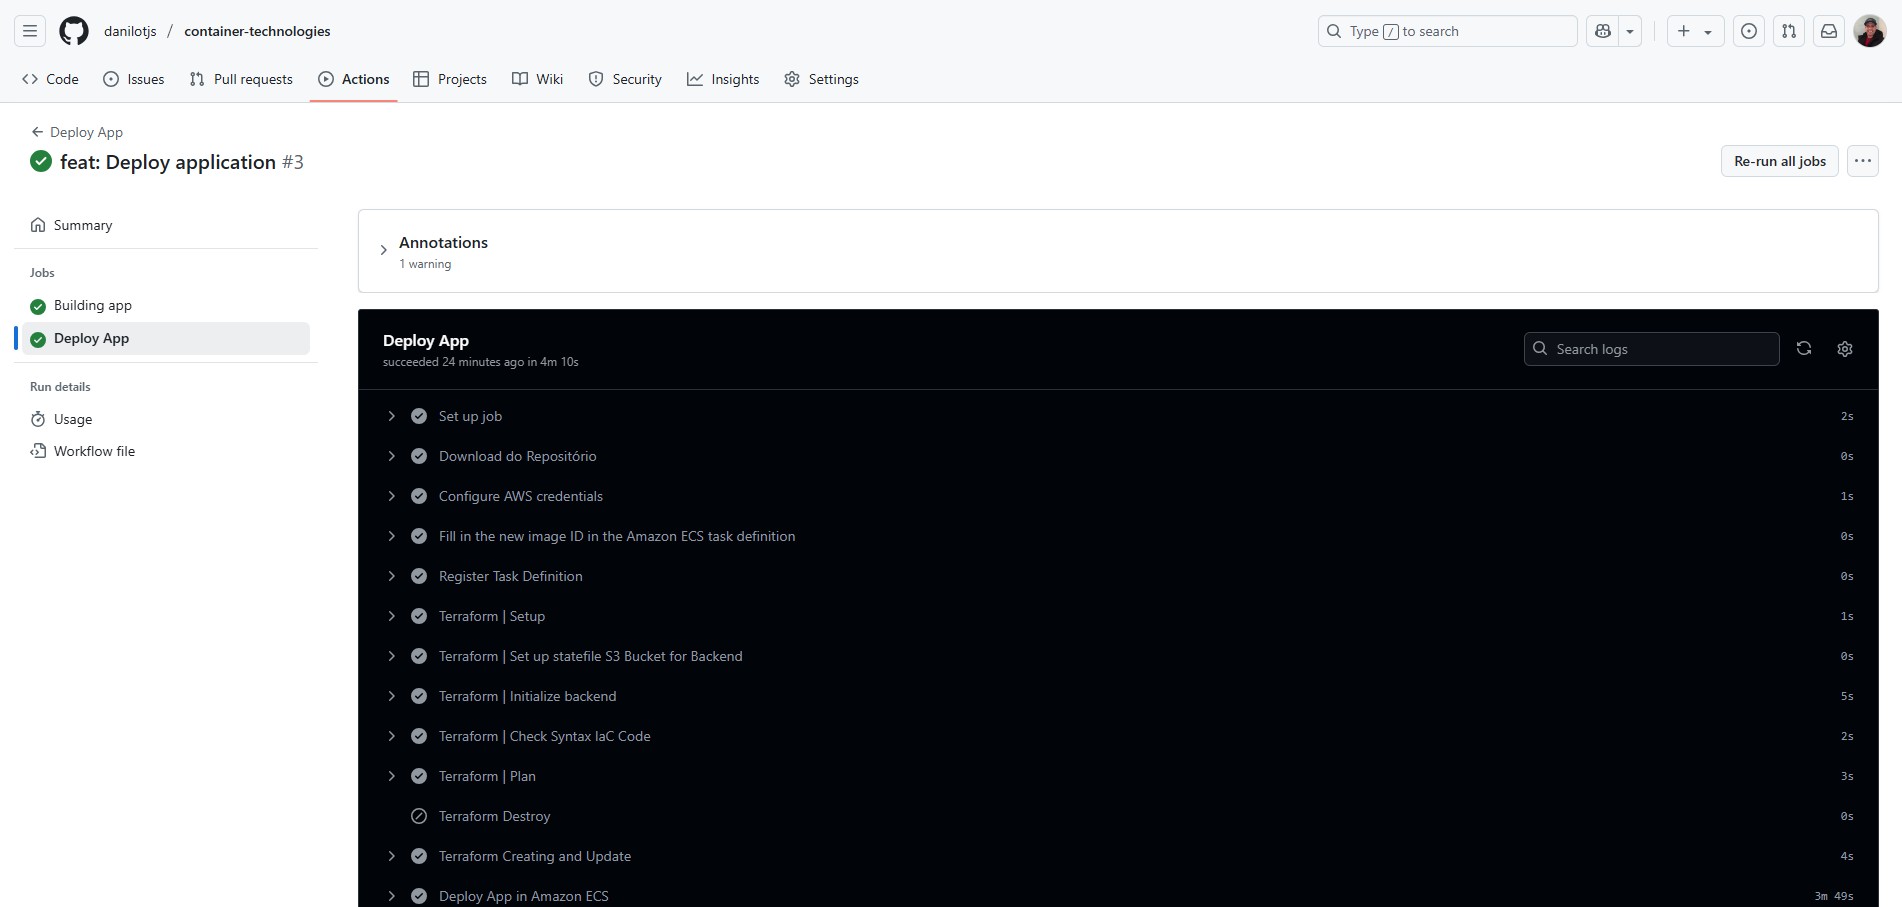 danilotjs / container-technologies
Type / to search
Code Issues Pull requests Actions Projects Wiki Security Insights Settings
Deploy App
feat: Deploy application #3
Re-run all jobs
Summary
Jobs
Building app
Deploy App
Run details
Usage
Workflow file
Annotations
1 warning
Deploy App
succeeded 24 minutes ago in 4m 10s
Search logs
Set up job 2s
Download do Repositório 0s
Configure AWS credentials 1s
Fill in the new image ID in the Amazon ECS task definition 0s
Register Task Definition 0s
Terraform | Setup 1s
Terraform | Set up statefile S3 Bucket for Backend 0s
Terraform | Initialize backend 5s
Terraform | Check Syntax IaC Code 2s
Terraform | Plan 3s
Terraform Destroy 0s
Terraform Creating and Update 4s
Deploy App in Amazon ECS 3m 49s